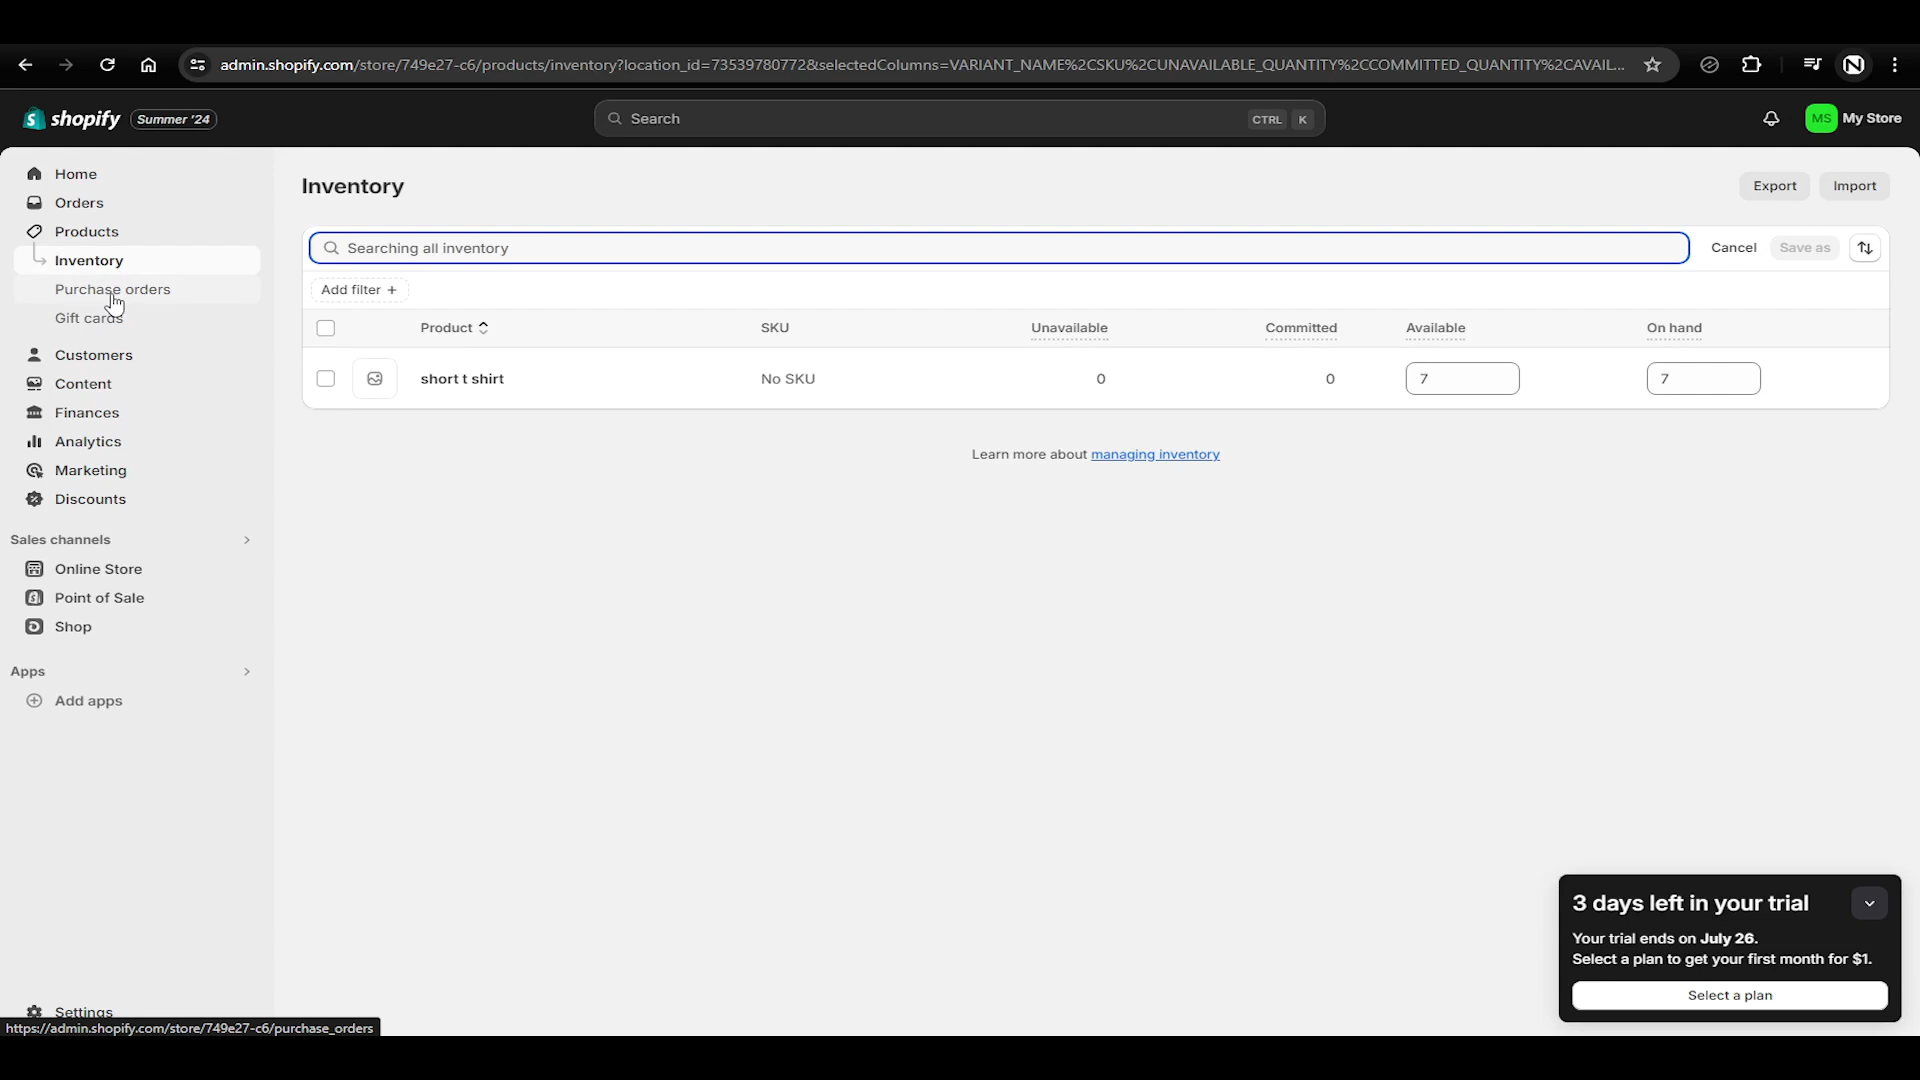 admin.shopify.com/store/749e27-c6/products/inventory?location_id=73539780772&selectedColumns=VARIANT_NAME%2CSKU%2CUNAVAILABLE_QUANTITY%2CCOMMITTED_QUANTITY%2CAVAIL...
N
shopify Summer '24
Search CTRL K
MS My Store
Home
Orders
Products
Inventory
Purchase orders
Gift cards
Customers
Content
Finances
Analytics
Marketing
Discounts
Sales channels
Online Store
Point of Sale
Shop
Apps
Add apps
Settings
https://admin.shopify.com/store/749e27-c6/purchase_orders
Inventory
Export Import
Searching all inventory Cancel Save as
Add filter +
Product SKU Unavailable Committed Available On hand
short t shirt No SKU 0 0 7 7
Learn more about managing inventory
3 days left in your trial
Your trial ends on July 26.
Select a plan to get your first month for $1.
Select a plan